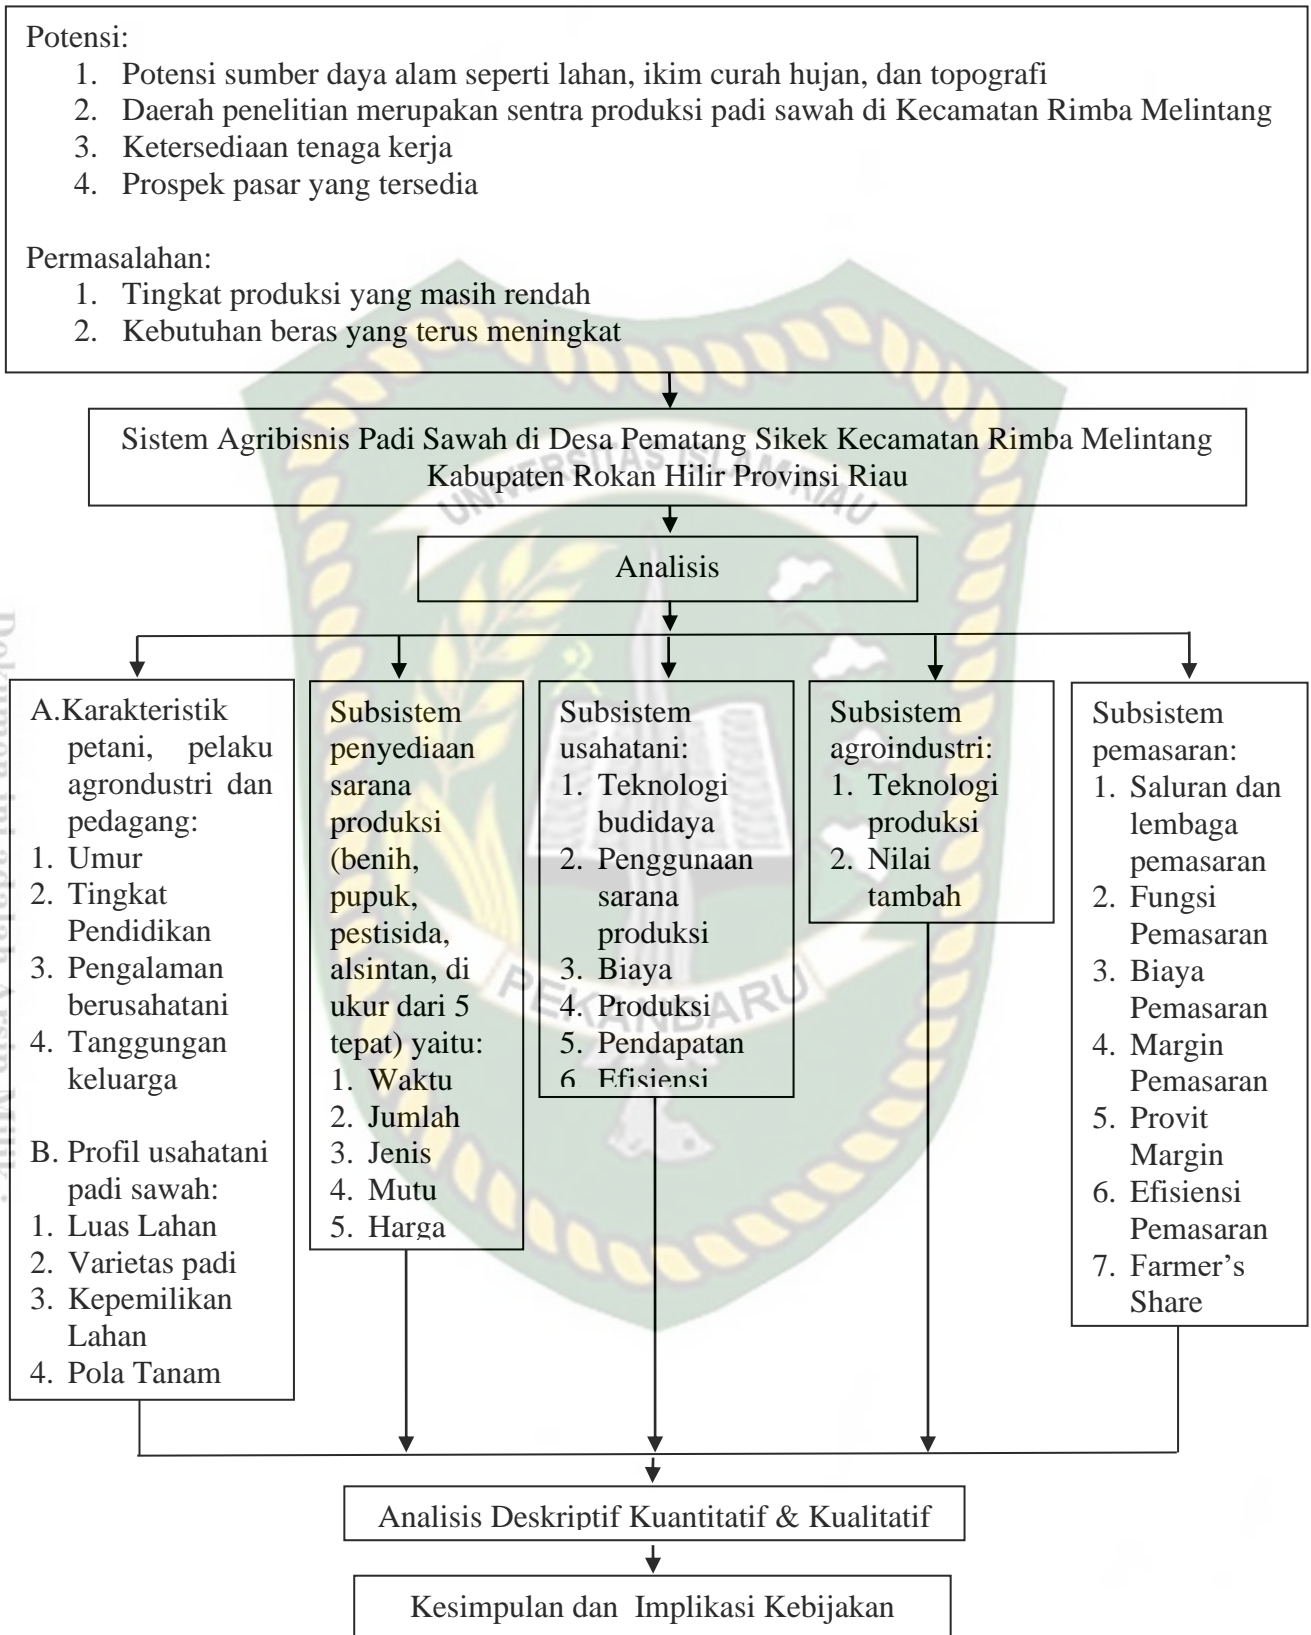 Potensi:
1. Potensi sumber daya alam seperti lahan, ikim curah hujan, dan topografi
2. Daerah penelitian merupakan sentra produksi padi sawah di Kecamatan Rimba Melintang
3. Ketersediaan tenaga kerja
4. Prospek pasar yang tersedia
Permasalahan:
1. Tingkat produksi yang masih rendah
2. Kebutuhan beras yang terus meningkat
Sistem Agribisnis Padi Sawah di Desa Pematang Sikek Kecamatan Rimba Melintang
Kabupaten Rokan Hilir Provinsi Riau
UNIVERSITAS ISLAM RIAU
Analisis
A.Karakteristik
petani, pelaku
agrondustri dan
pedagang:
1. Umur
2. Tingkat
Pendidikan
3. Pengalaman
berusahatani
4. Tanggungan
keluarga
B. Profil usahatani
padi sawah:
1. Luas Lahan
2. Varietas padi
3. Kepemilikan
Lahan
4. Pola Tanam
Subsistem
penyediaan
sarana
produksi
(benih,
pupuk,
pestisida,
alsintan, di
ukur dari 5
tepat) yaitu:
1. Waktu
2. Jumlah
3. Jenis
4. Mutu
5. Harga
Subsistem
usahatani:
1. Teknologi
budidaya
2. Penggunaan
sarana
produksi
3. Biaya
4. Produksi
5. Pendapatan
6. Efisiensi
Subsistem
agroindustri:
1. Teknologi
produksi
2. Nilai
tambah
Subsistem
pemasaran:
1. Saluran dan
lembaga
pemasaran
2. Fungsi
Pemasaran
3. Biaya
Pemasaran
4. Margin
Pemasaran
5. Provit
Margin
6. Efisiensi
Pemasaran
7. Farmer's
Share
PEKANBARU
Analisis Deskriptif Kuantitatif & Kualitatif
Kesimpulan dan Implikasi Kebijakan
Dokumen ini adalah Arsip Milik :